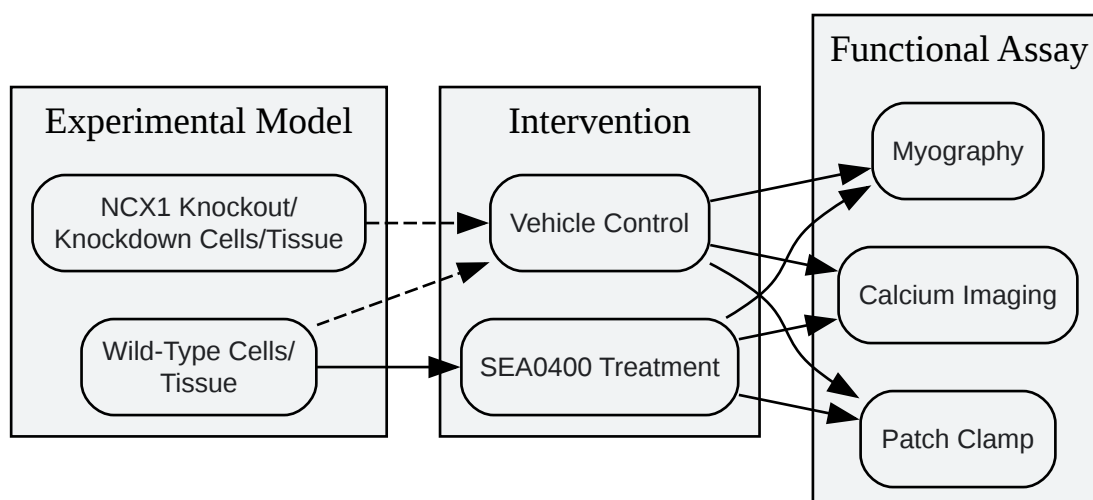 Experimental Model
NCX1 Knockout/
Knockdown Cells/Tissue
Wild-Type Cells/
Tissue
Intervention
Vehicle Control
SEA0400 Treatment
Functional Assay
Myography
Calcium Imaging
Patch Clamp